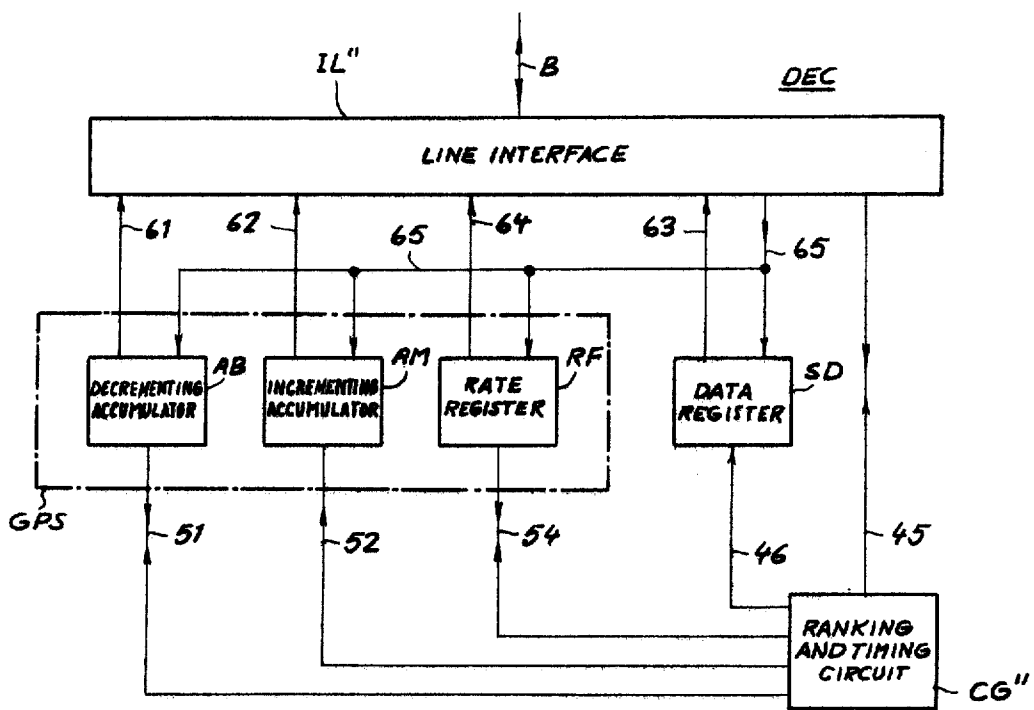 IL"
B
DEC
LINE INTERFACE
61
62
64
63
65
65
AB
AM
RF
SD
DECREMENTING
ACCUMULATOR
INCREMENTING
ACCUMULATOR
RATE
REGISTER
DATA
REGISTER
GPS
51
52
54
46
45
RANKING
AND TIMING
CIRCUIT
CG"